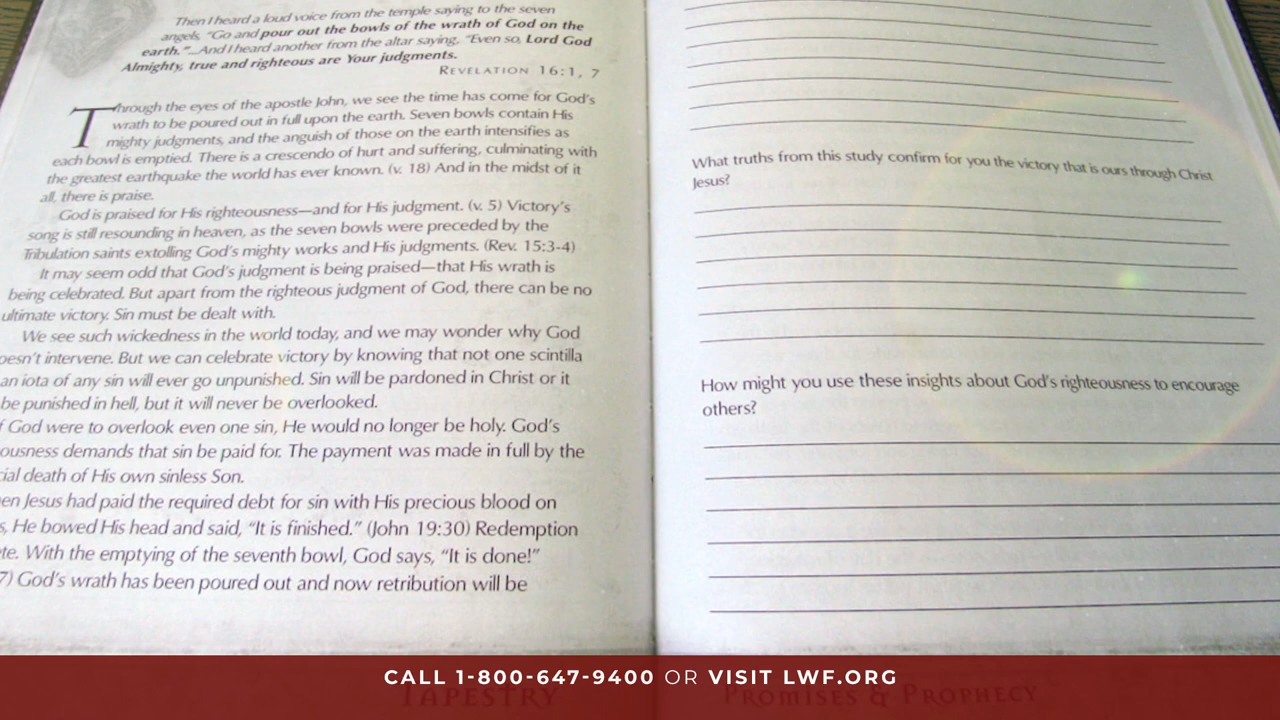 Then I heard a loud voice from the temple saying to the seven
angels, "Go and pour out the bowls of the wrath of God on the
earth."...And I heard another from the altar saying, "Even so, Lord God
Almighty, true and righteous are Your judgments.
REVELATION 16:1, 7
Through the eyes of the apostle John, we see the time has come for God's
wrath to be poured out in full upon the earth. Seven bowls contain His
mighty judgments, and the anguish of those on the earth intensifies as
each bowl is emptied. There is a crescendo of hurt and suffering, culminating with
the greatest earthquake the world has ever known. (v. 18) And in the midst of it
all, there is praise.
God is praised for His righteousness—and for His judgment. (v. 5) Victory's
song is still resounding in heaven, as the seven bowls were preceded by the
Tribulation saints extolling God's mighty works and His judgments. (Rev. 15:3-4)
It may seem odd that God's judgment is being praised—that His wrath is
being celebrated. But apart from the righteous judgment of God, there can be no
ultimate victory. Sin must be dealt with.
We see such wickedness in the world today, and we may wonder why God
oesn't intervene. But we can celebrate victory by knowing that not one scintilla
an iota of any sin will ever go unpunished. Sin will be pardoned in Christ or it
be punished in hell, but it will never be overlooked.
f God were to overlook even one sin, He would no longer be holy. God's
ousness demands that sin be paid for. The payment was made in full by the
cial death of His own sinless Son.
en Jesus had paid the required debt for sin with His precious blood on
s, He bowed His head and said, "It is finished." (John 19:30) Redemption
te. With the emptying of the seventh bowl, God says, "It is done!"
7) God's wrath has been poured out and now retribution will be
What truths from this study confirm for you the victory that is ours through Christ
Jesus?
How might you use these insights about God's righteousness to encourage
others?
CALL 1-800-647-9400 OR VISIT LWF.ORG
TAPESTRY
PROMISES & PROPHECY